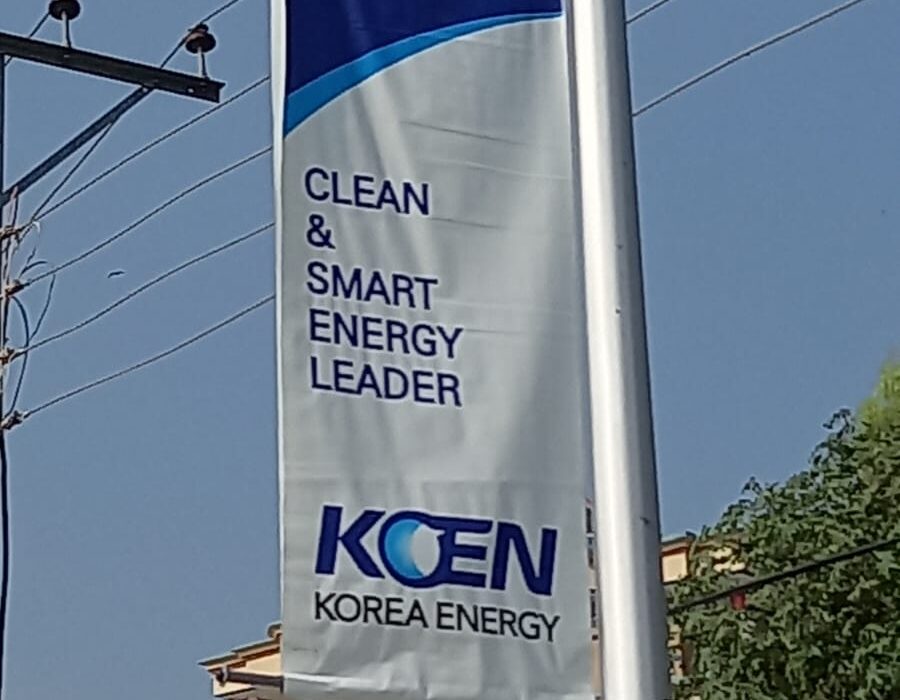 CLEAN
&
SMART
ENERGY
LEADER
KOEN
KOREA ENERGY